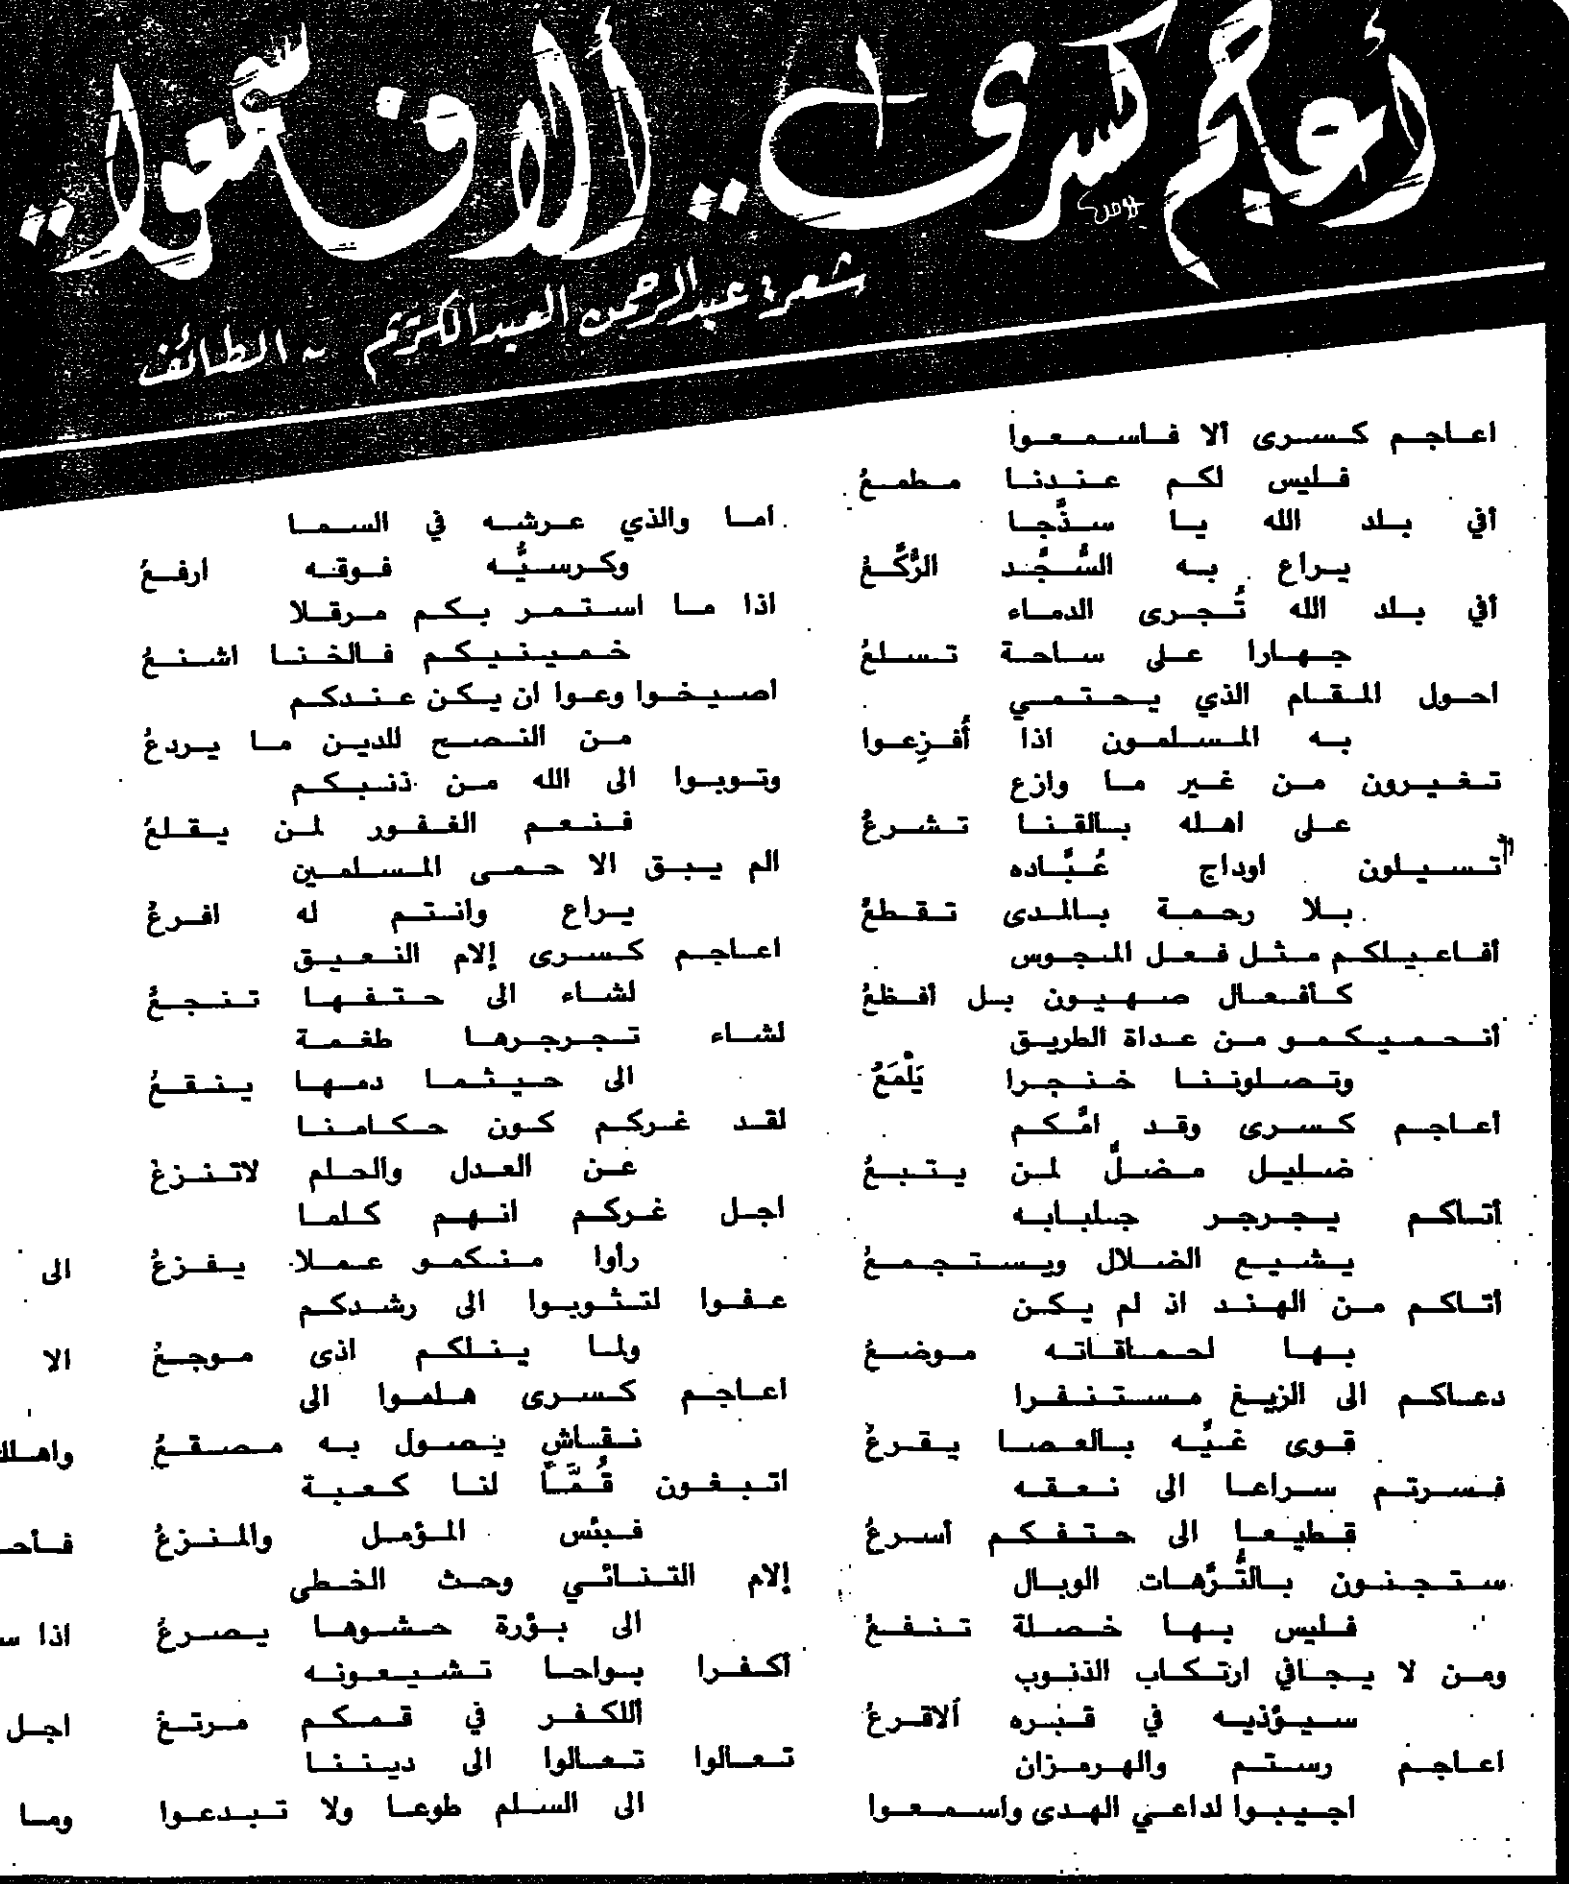 أعاجم كسرى .. ألا فاسمعوا ..
شعر: عبدالرحمن العبدالكريم - الطائف
اعاجم كسرى ألا فاسمعوا
فليس لكم عندنا مطمعُ
أفي بلد الله يا سذَّجا
يراع به السُّجَّد الرُّكَّعُ
أفي بلد الله تُجرى الدماء
جهارا على ساحة تسلعُ
احول المقام الذي يحتمي
به المسلمون اذا أُفزِعوا
تغيرون من غير ما وازع
على اهله بالقنا تشرعُ
أتسيلون اوداج عُبَّاده
بلا رحمة بالمدى تقطعُ
أفاعيلكم مثل فعل المجوس
كأفعال صهيون بل أفظعُ
أنحميكمو من عداة الطريق
وتصلوننا خنجرا يَلْمَعُ
أعاجم كسرى وقد امَّكم
ضليل مضلٌّ لمن يتبعُ
أتاكم يجرجر جلبابه
يشيع الضلال ويستجمعُ
أتاكم من الهند اذ لم يكن
بها لحماقاته موضعُ
دعاكم الى الزيغ مستنفرا
قوى غيِّه بالعصا يقرعُ
فسرتم سراعا الى نعقه
قطيعا الى حتفكم أسرعُ
ستجنون بالتُّرَّهات الوبال
فليس بها خصلة تنفعُ
ومن لا يجافي ارتكاب الذنوب
سيؤذيه في قبره ألاقرعُ
اعاجم رستم والهرمزان
اجيبوا لداعي الهدى واسمعوا
أما والذي عرشه في السما
وكرسيُّه فوقه ارفعُ
اذا ما استمر بكم مرقلا
خمينيكم فالخنا اشنعُ
اصيخوا وعوا ان يكن عندكم
من النصح للدين ما يردعُ
وتوبوا الى الله من ذنبكم
فنعم الغفور لمن يقلعُ
الم يبق الا حمى المسلمين
يراع وانتم له افرعُ
اعاجم كسرى إلام النعيق
لشاء الى حتفها تنجعُ
لشاء تجرجرها طغمة
الى حيثما دمها ينقعُ
لقد غركم كون حكامنا
عن العدل والحلم لاتنزعُ
اجل غركم انهم كلما
رأوا منكمو عملا يفزعُ
عفوا لتثوبوا الى رشدكم
ولما ينلكم اذى موجعُ
اعاجم كسرى هلموا الى
نقاشٍ يصول به مصقعُ
اتبغون قُمَّاً لنا كعبة
فبئس المؤمل والمنزعُ
إلام التنائي وحث الخطى
الى بؤرة حشوها يصرعُ
أكفرا بواحا تشيعونه
أللكفر في قمكم مرتعُ
تعالوا تعالوا الى ديننا
الى السلم طوعا ولا تبدعوا
الى
الا
اذا
اجل
وما